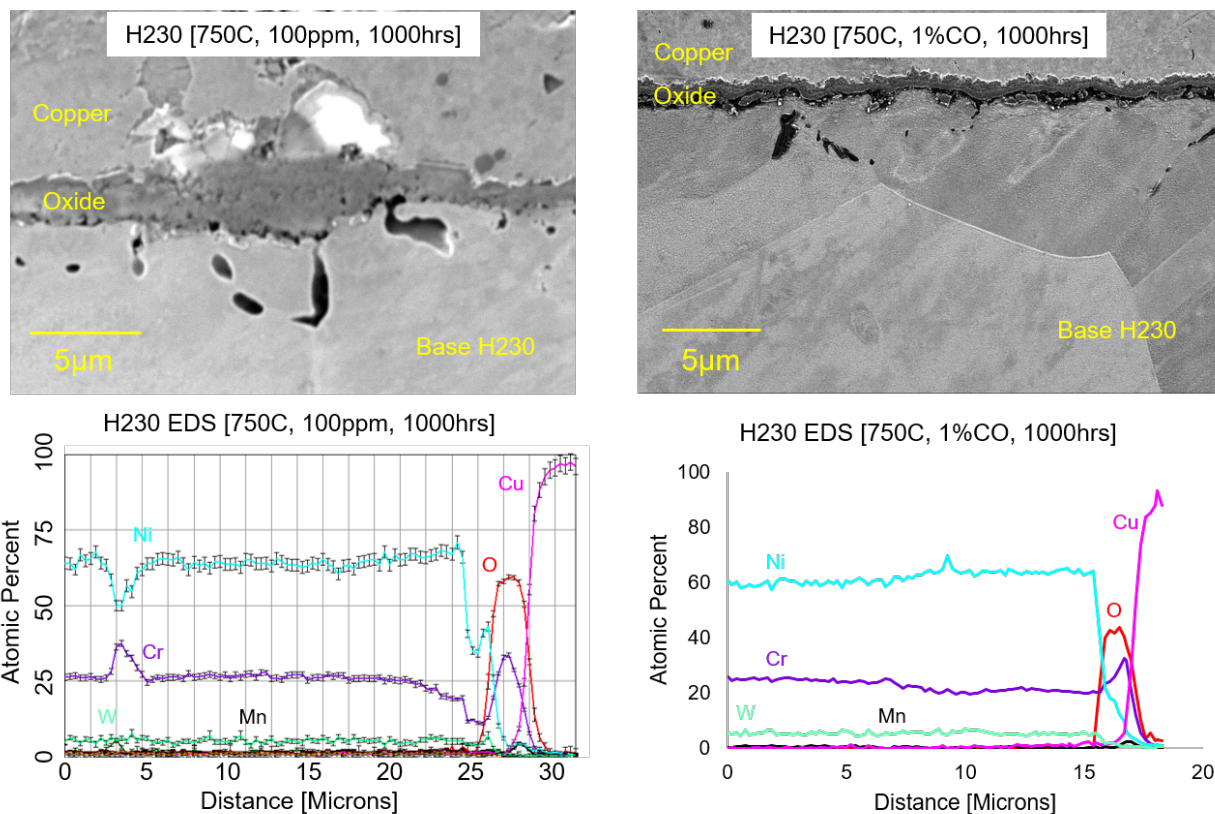 H230 [750C, 100ppm, 1000hrs]
Copper
Oxide
5μm
Base H230
H230 [750C, 1%CO, 1000hrs]
Copper
Oxide
5μm
Base H230
H230 EDS [750C, 100ppm, 1000hrs]
Atomic Percent
100
75
50
25
0
Ni
Cr
W
Mn
O
Cu
0 5 10 15 20 25 30
Distance [Microns]
H230 EDS [750C, 1%CO, 1000hrs]
Atomic Percent
100
80
60
40
20
0
Ni
Cr
W
Mn
O
Cu
0 5 10 15 20
Distance [Microns]